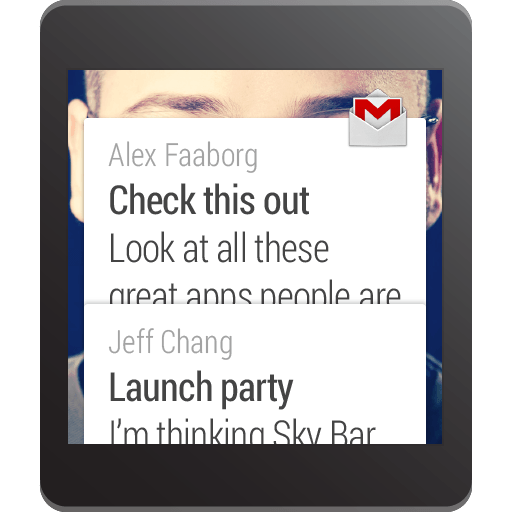 Alex Faaborg
Check this out
Look at all these
great apps people are
Jeff Chang
Launch party
I'm thinking Sky Bar